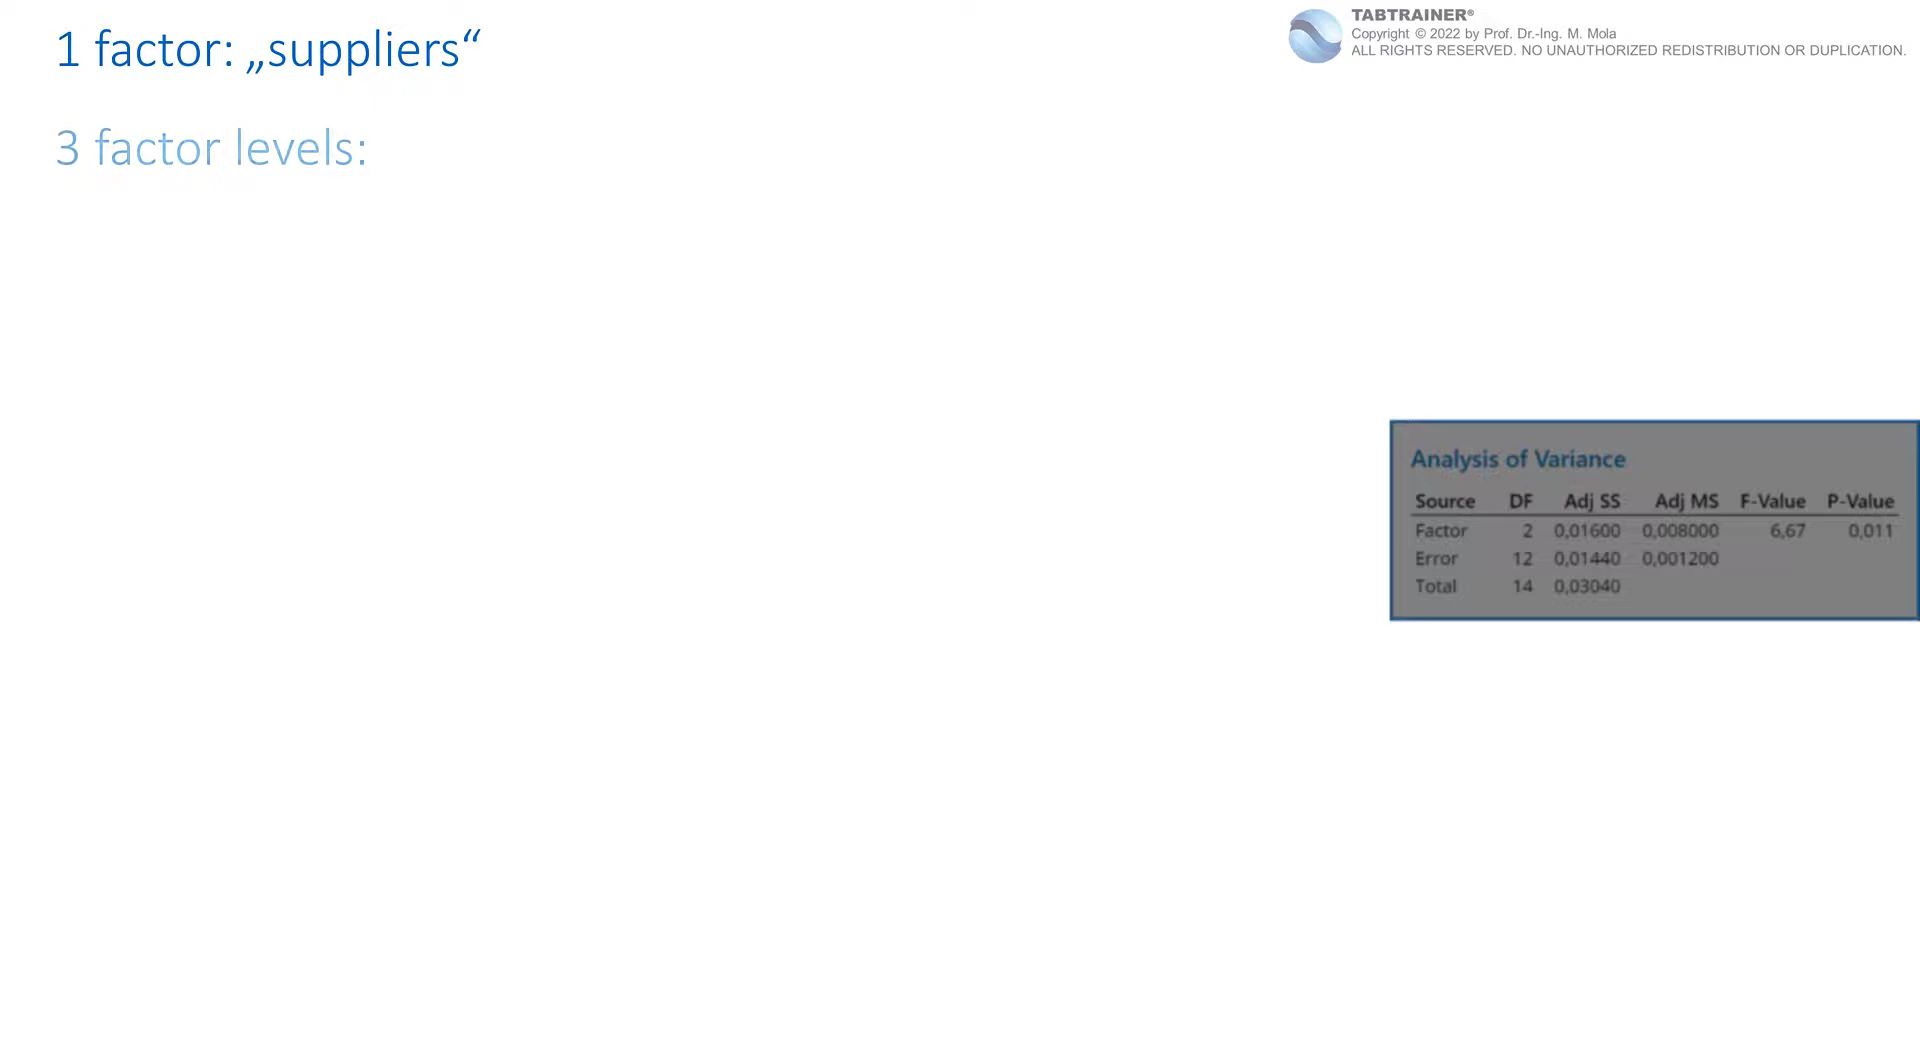 1 factor: „suppliers“
TABTRAINER®
Copyright © 2022 by Prof. Dr.-Ing. M. Mola
ALL RIGHTS RESERVED. NO UNAUTHORIZED REDISTRIBUTION OR DUPLICATION.
3 factor levels:
Analysis of Variance
Source DF Adj SS Adj MS F-Value P-Value
Factor 2 0,01600 0,008000 6,67 0,011
Error 12 0,01440 0,001200
Total 14 0,03040